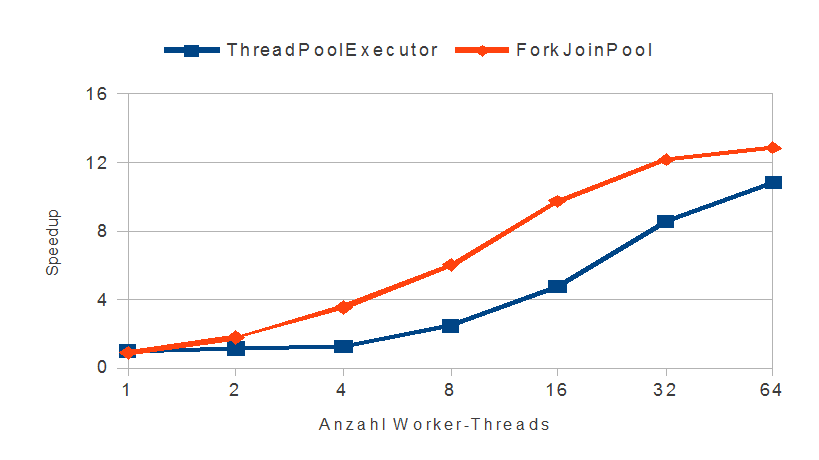 ThreadPoolExecutor ForkJoinPool
16
12
8
4
0
Speedup
1 2 4 8 16 32 64
Anzahl Worker-Threads